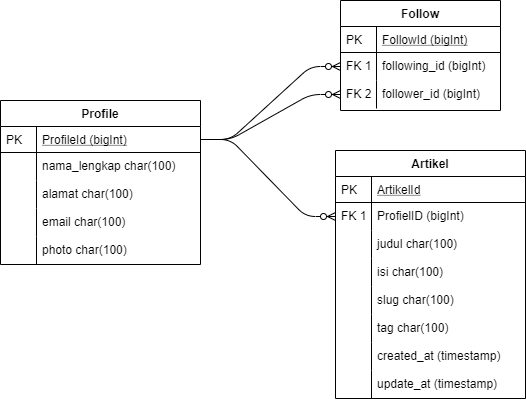 Follow
PK FollowId (bigInt)
FK 1 following_id (bigInt)
FK 2 follower_id (bigInt)
Profile
PK ProfileId (bigInt)
nama_lengkap char(100)
alamat char(100)
email char(100)
photo char(100)
Artikel
PK ArtikelId
FK 1 ProfielID (bigInt)
judul char(100)
isi char(100)
slug char(100)
tag char(100)
created_at (timestamp)
update_at (timestamp)